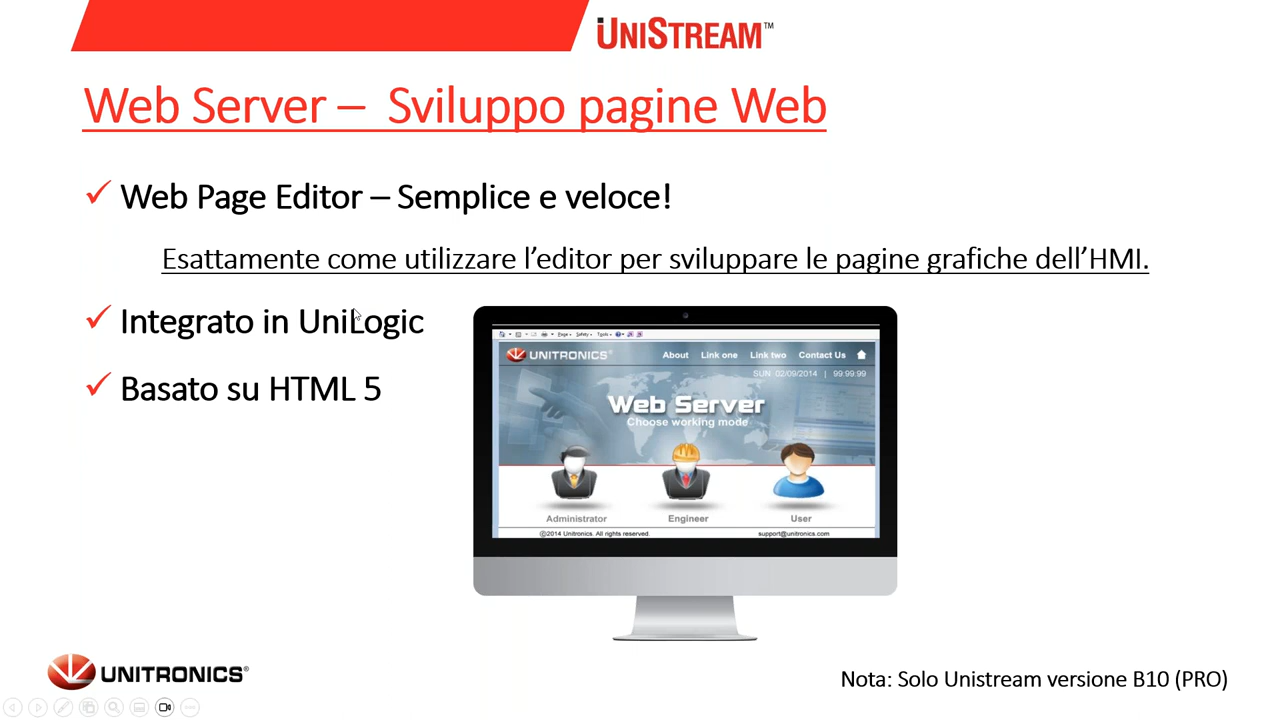 UNISTREAM™
Web Server – Sviluppo pagine Web
Web Page Editor – Semplice e veloce!
Esattamente come utilizzare l’editor per sviluppare le pagine grafiche dell’HMI.
Integrato in UniLogic
Basato su HTML 5
Page Safety Tools
UNITRONICS® About Link one Link two Contact Us
SUN 02/09/2014 | 99:99:99
Web Server
Choose working mode
Administrator Engineer User
©2014 Unitronics. All rights reserved. support@unitronics.com
UNITRONICS®
Nota: Solo Unistream versione B10 (PRO)